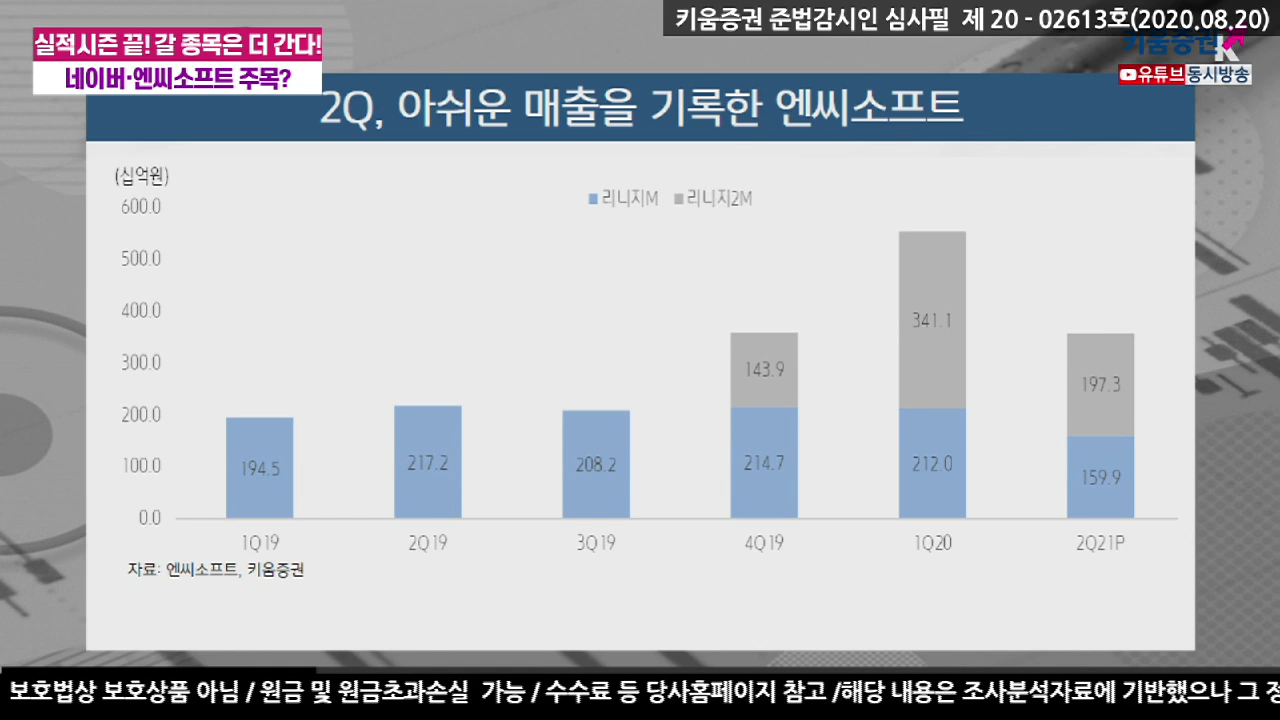 키움증권 준법감시인 심사필 제 20 - 02613호(2020.08.20)
실적시즌 끝! 갈 종목은 더 간다!
네이버·엔씨소프트 주목?
키움증권
유튜브 동시방송
2Q, 아쉬운 매출을 기록한 엔씨소프트
(십억원)
리니지M 리니지2M
600.0
500.0
400.0
300.0
200.0
100.0
0.0
341.1
143.9
197.3
194.5 217.2 208.2 214.7 212.0 159.9
1Q19 2Q19 3Q19 4Q19 1Q20 2Q21P
자료: 엔씨소프트, 키움증권
보호법상 보호상품 아님 / 원금 및 원금초과손실 가능 / 수수료 등 당사홈페이지 참고 /해당 내용은 조사분석자료에 기반했으나 그